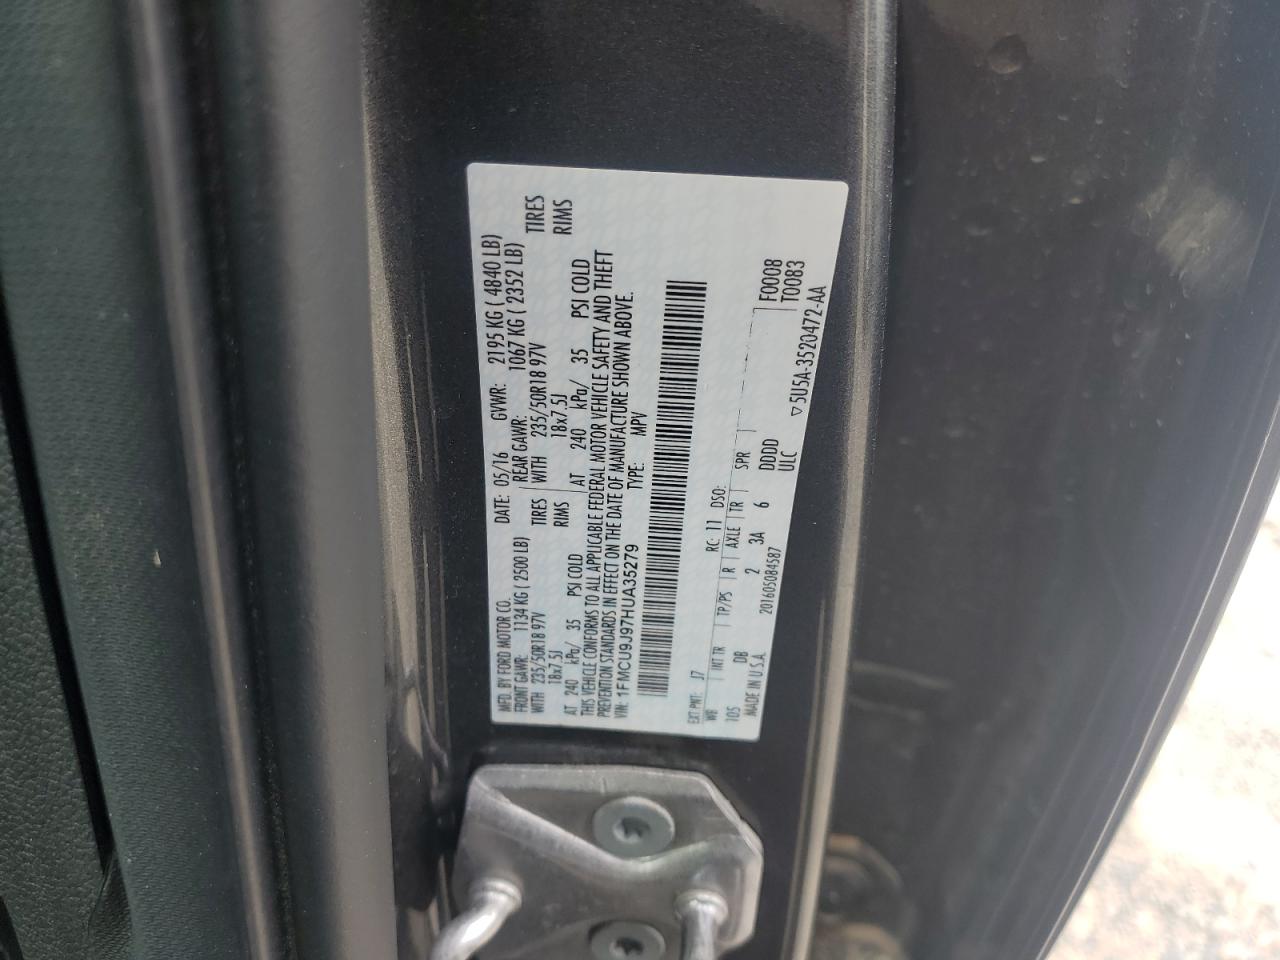 MFD. BY FORD MOTOR CO. DATE: 05/16 GVWR: 2195 KG ( 4840 LB)
FRONT GAWR: 1134 KG ( 2500 LB) REAR GAWR: 1067 KG ( 2352 LB)
WITH 235/50R18 97V TIRES WITH 235/50R18 97V TIRES
18x7.5J RIMS 18x7.5J RIMS
AT 240 kPa/ 35 PSI COLD AT 240 kPa/ 35 PSI COLD
THIS VEHICLE CONFORMS TO ALL APPLICABLE FEDERAL MOTOR VEHICLE SAFETY AND THEFT
PREVENTION STANDARDS IN EFFECT ON THE DATE OF MANUFACTURE SHOWN ABOVE.
VIN: 1FMCU9J97HUA35279 TYPE: MPV
EXT PNT: J7 RC: 11 DSO: F0008
WB INT TR TP/PS R AXLE TR SPR T0083
105 DB 2 3A 6 DDDD
MADE IN U.S.A. 201605084587 ULC ▽5U5A-3520472-AA